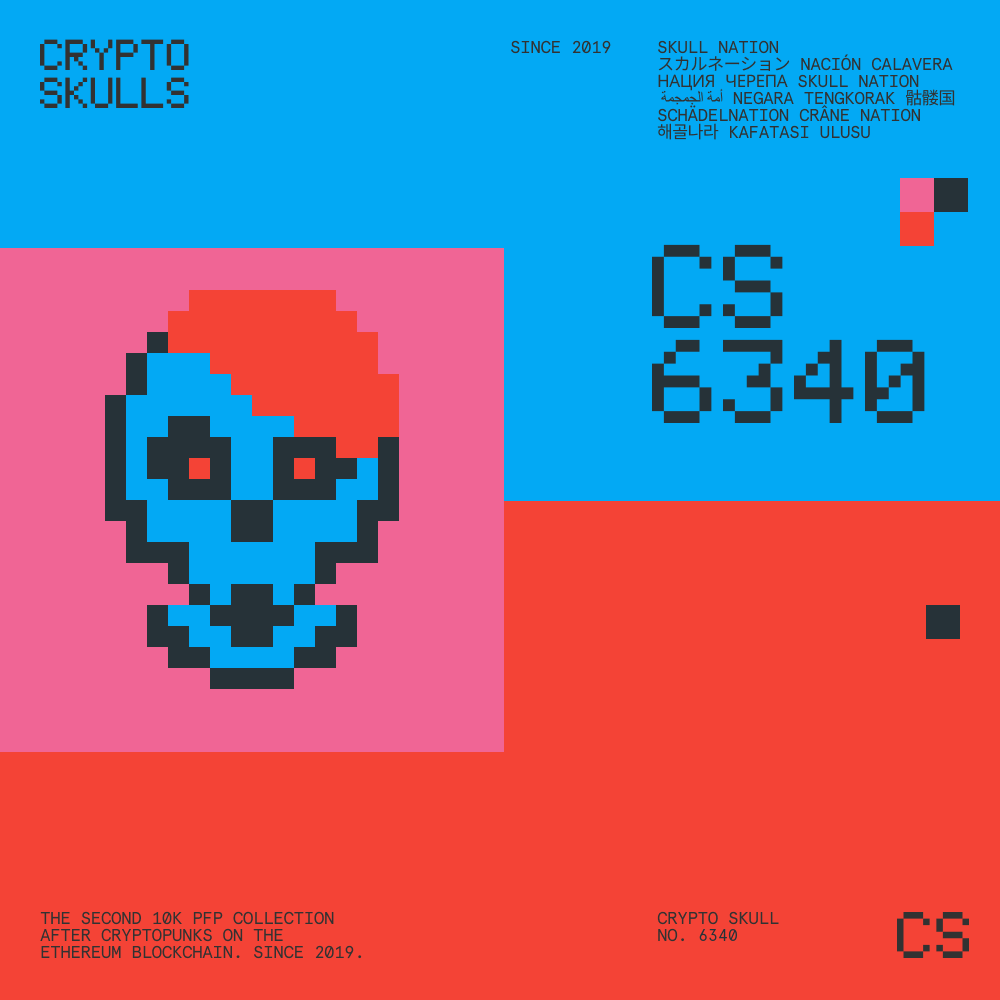 CRYPTO
SKULLS
SINCE 2019
SKULL NATION
スカルネーション NACIÓN CALAVERA
НАЦИЯ ЧЕРЕПА SKULL NATION
أمة الجمجمة NEGARA TENGKORAK 骷髅国
SCHÄDELNATION CRÂNE NATION
해골나라 KAFATASI ULUSU
CS
6340
THE SECOND 10K PFP COLLECTION
AFTER CRYPTOPUNKS ON THE
ETHEREUM BLOCKCHAIN. SINCE 2019.
CRYPTO SKULL
NO. 6340
CS